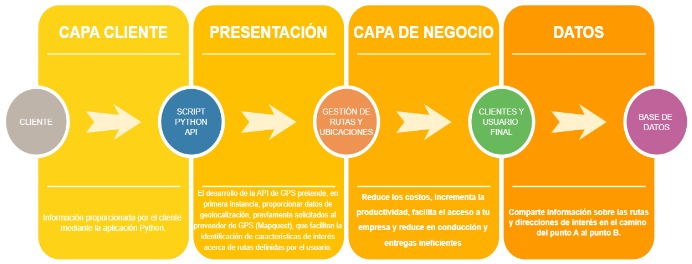 CAPA CLIENTE
PRESENTACIÓN
CAPA DE NEGOCIO
DATOS
CLIENTE
SCRIPT
PYTHON
API
GESTIÓN DE
RUTAS Y
UBICACIONES
CLIENTES Y
USUARIO
FINAL
BASE DE
DATOS
Información proporcionada por el cliente
mediante la aplicación Python.
El desarrollo de la API de GPS pretende, en
primera instancia, proporcionar datos de
geolocalización, previamente solicitados al
proveedor de GPS (Mapquest), que faciliten la
identificación de características de interés
acerca de rutas definidas por el usuario.
Reduce los costos, incrementa la
productividad, facilita el acceso a tu
empresa y reduce en conducción y
entregas ineficientes
Comparte información sobre las rutas
y direcciones de interés en el camino
del punto A al punto B.